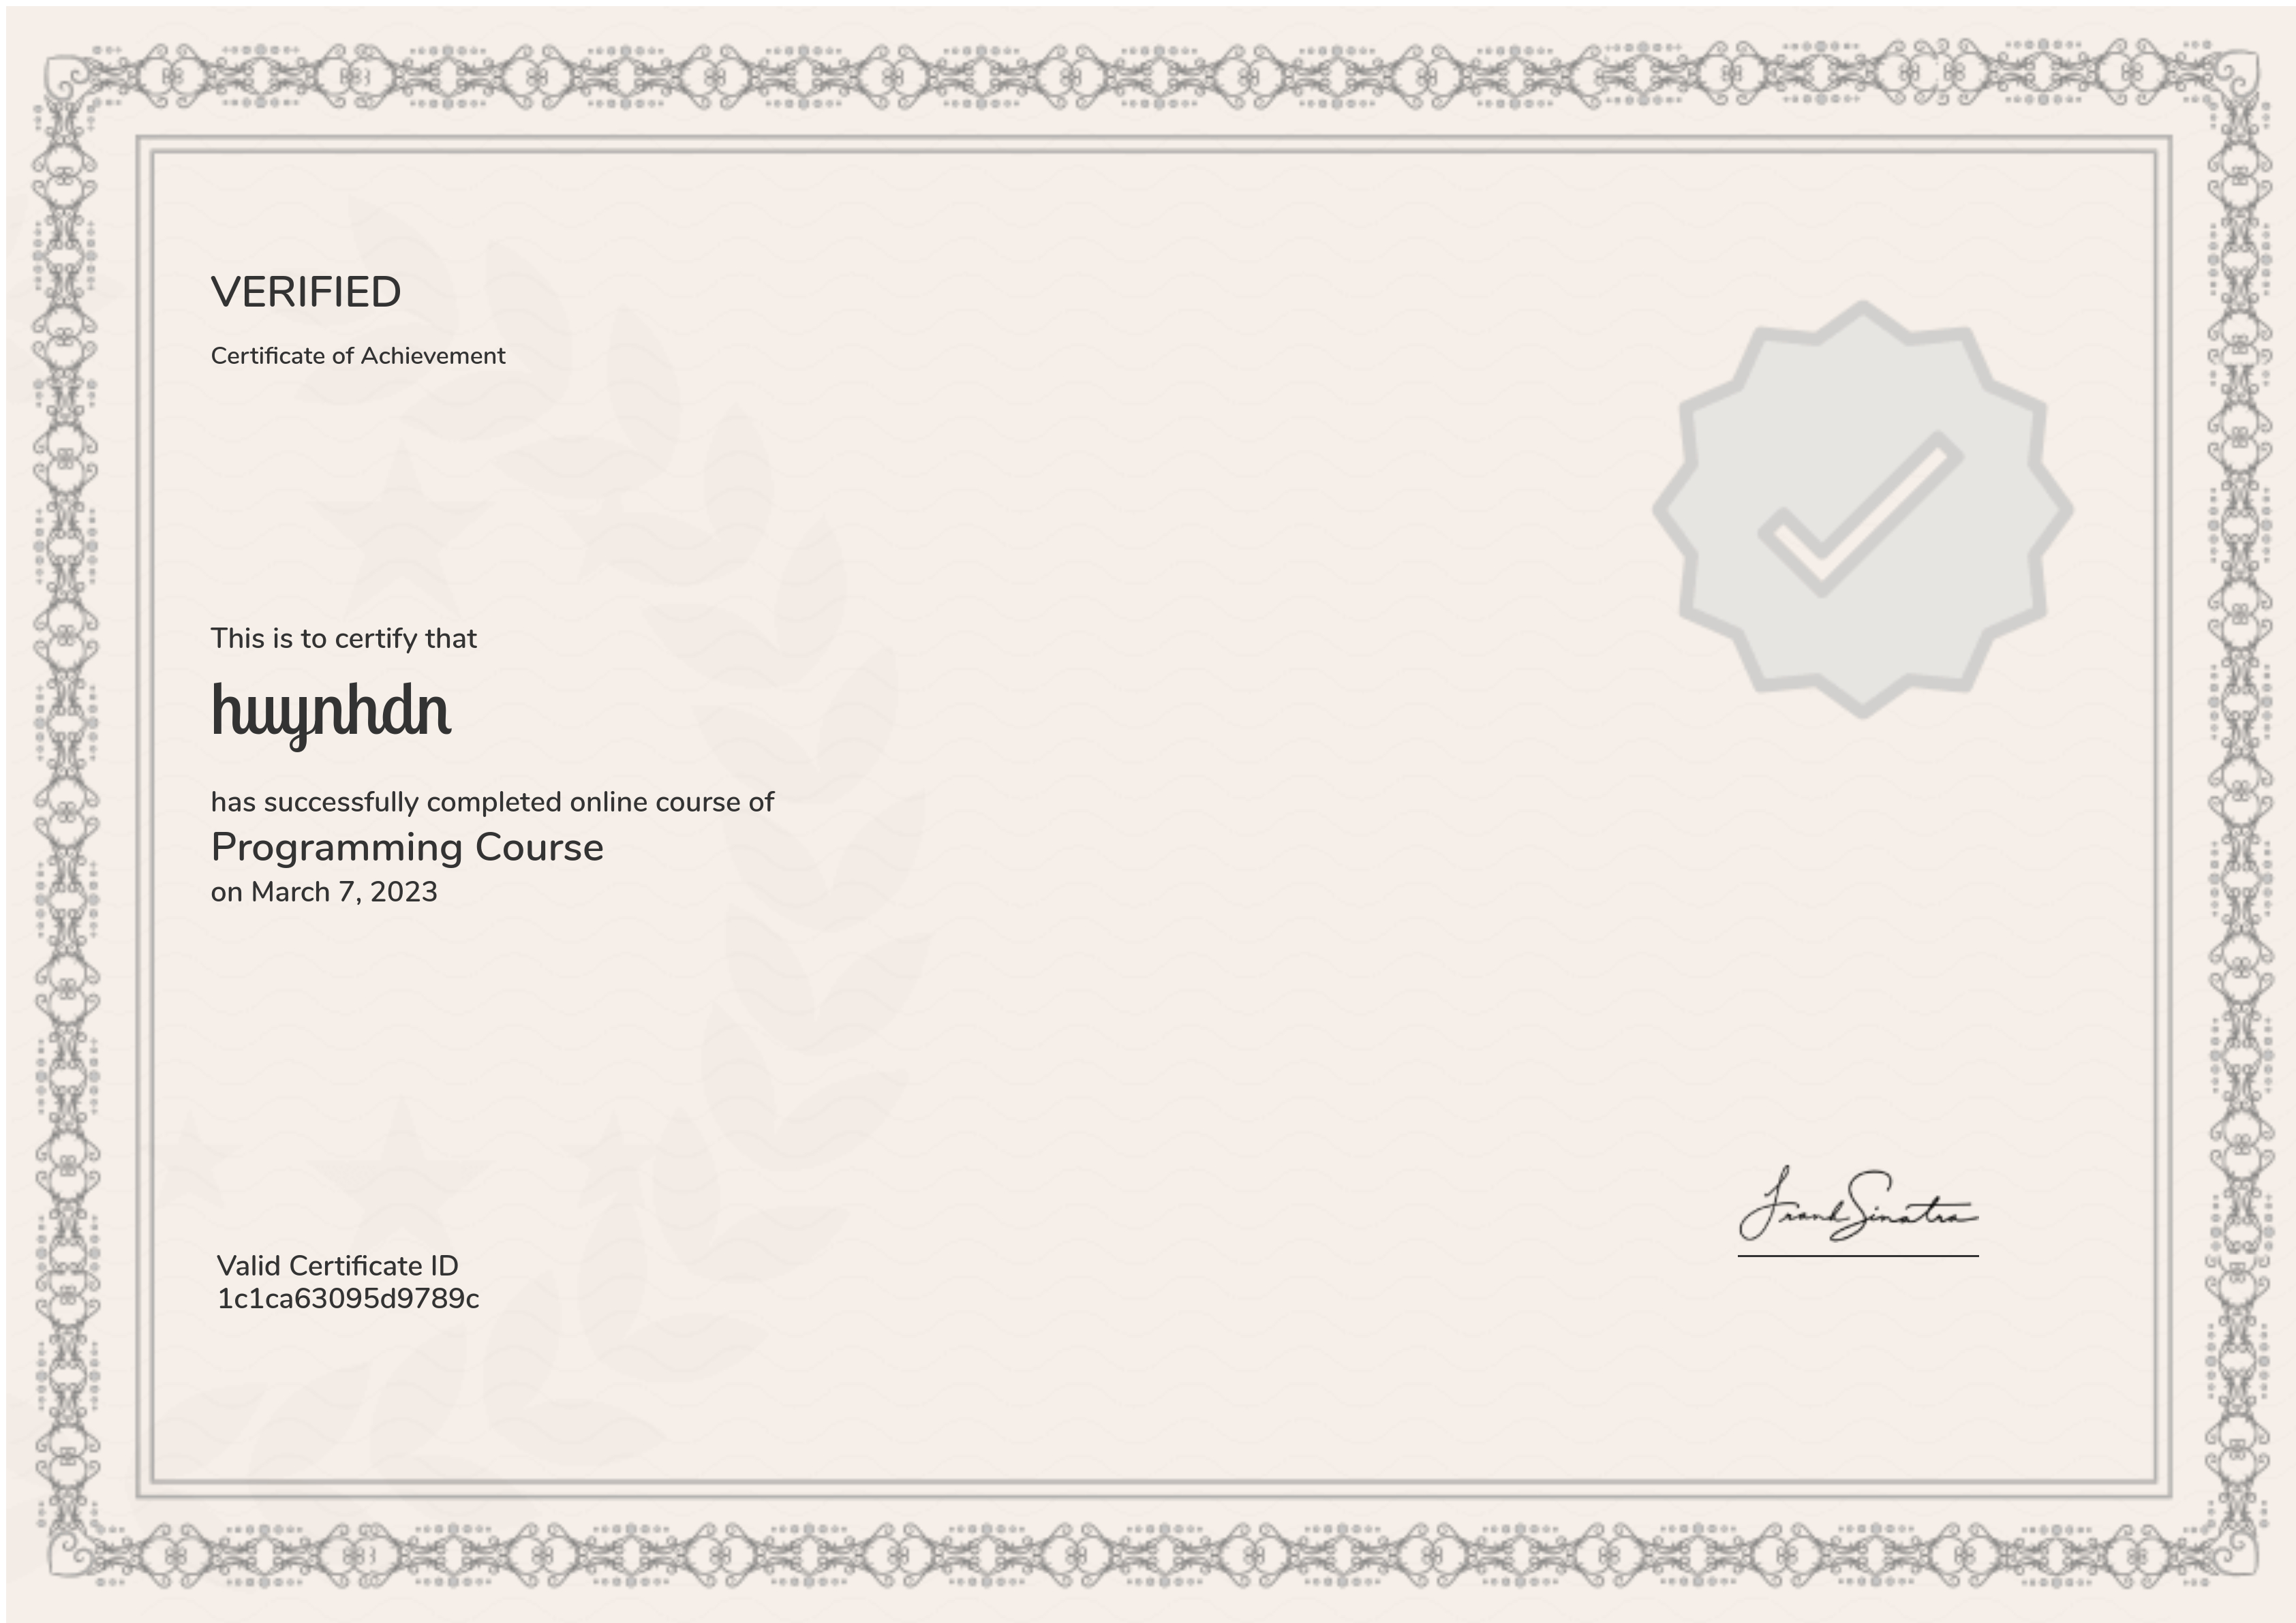 VERIFIED
Certificate of Achievement
This is to certify that
huynhdn
has successfully completed online course of
Programming Course
on March 7, 2023
Frank Sinatra
Valid Certificate ID
1c1ca63095d9789c